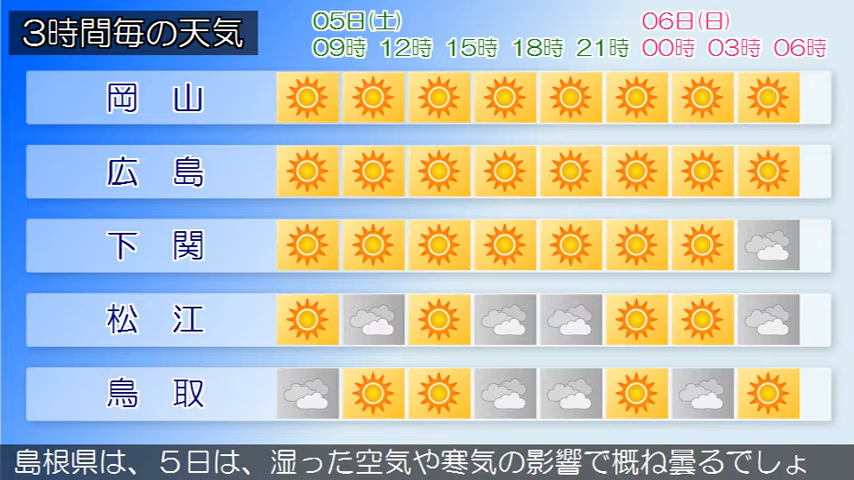 3時間毎の天気
05日(土) 06日(日)
09時 12時 15時 18時 21時 00時 03時 06時
岡 山
広 島
下 関
松 江
鳥 取
島根県は、５日は、湿った空気や寒気の影響で概ね曇るでしょ